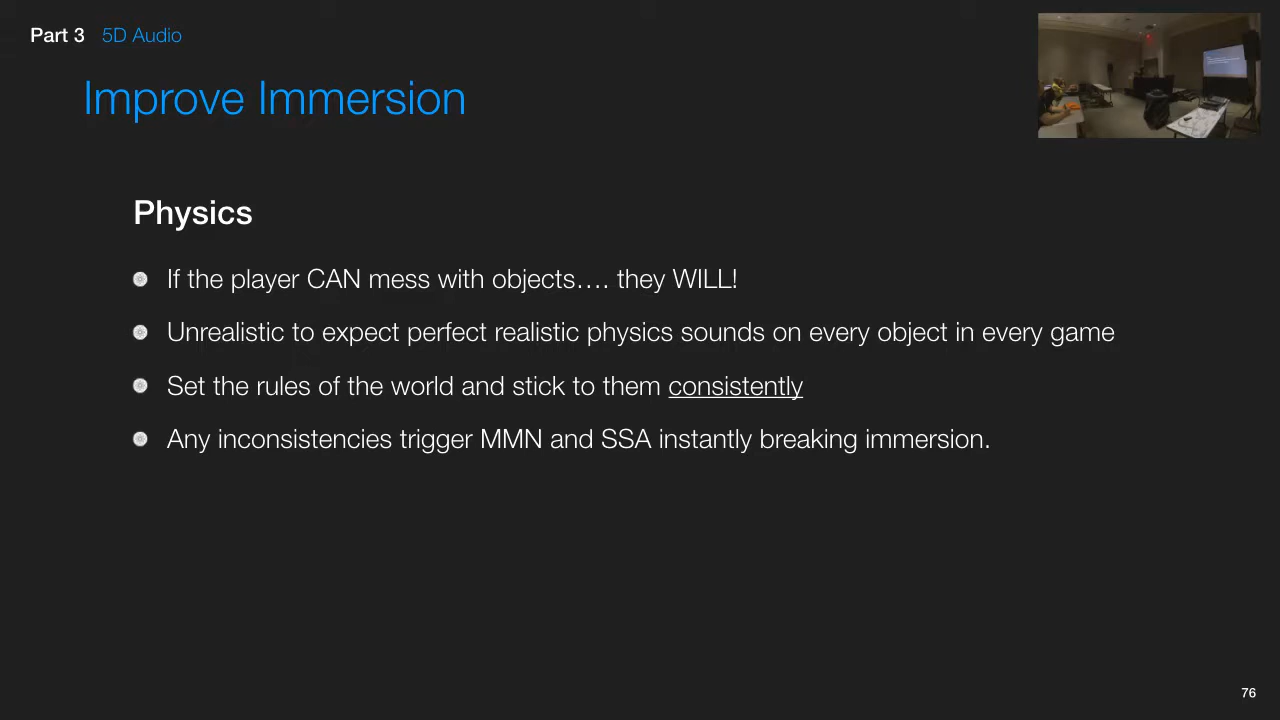 Part 3 5D Audio
Improve Immersion
Physics
If the player CAN mess with objects…. they WILL!
Unrealistic to expect perfect realistic physics sounds on every object in every game
Set the rules of the world and stick to them consistently
Any inconsistencies trigger MMN and SSA instantly breaking immersion.
76